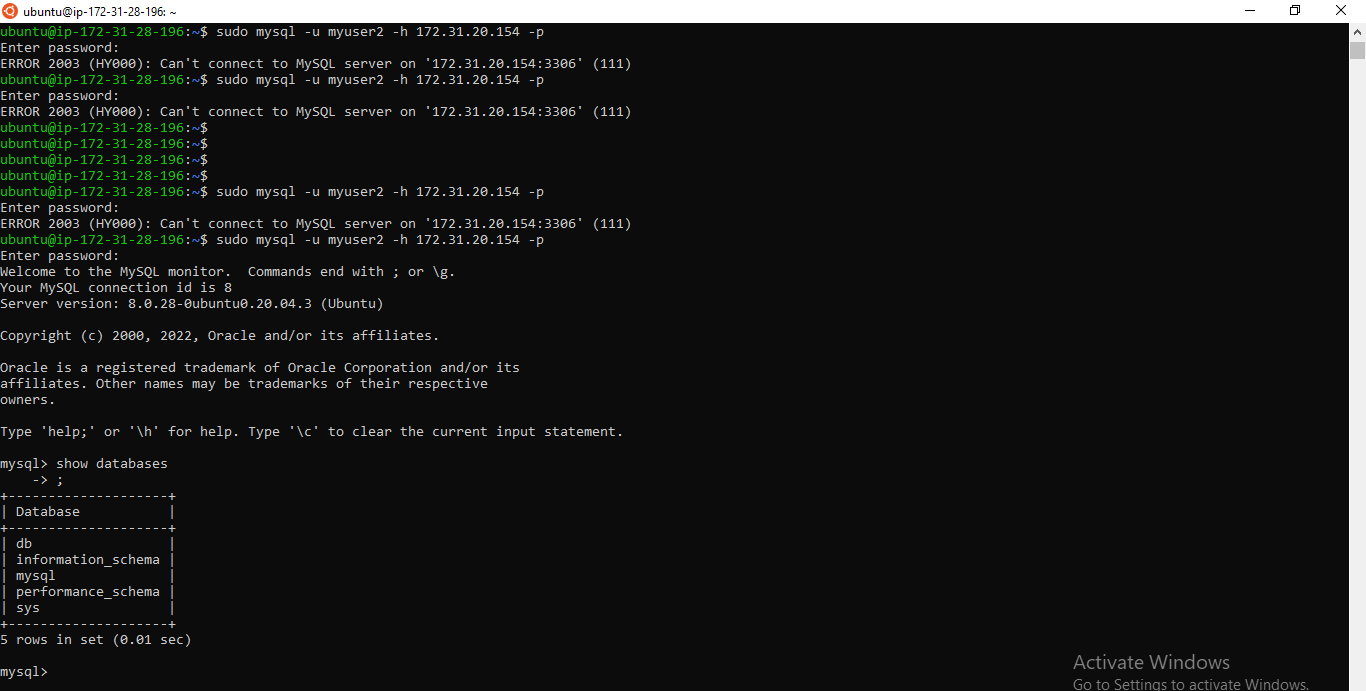 ubuntu@ip-172-31-28-196: ~
ubuntu@ip-172-31-28-196:~$ sudo mysql -u myuser2 -h 172.31.20.154 -p
Enter password:
ERROR 2003 (HY000): Can't connect to MySQL server on '172.31.20.154:3306' (111)
ubuntu@ip-172-31-28-196:~$ sudo mysql -u myuser2 -h 172.31.20.154 -p
Enter password:
ERROR 2003 (HY000): Can't connect to MySQL server on '172.31.20.154:3306' (111)
ubuntu@ip-172-31-28-196:~$
ubuntu@ip-172-31-28-196:~$
ubuntu@ip-172-31-28-196:~$
ubuntu@ip-172-31-28-196:~$
ubuntu@ip-172-31-28-196:~$ sudo mysql -u myuser2 -h 172.31.20.154 -p
Enter password:
ERROR 2003 (HY000): Can't connect to MySQL server on '172.31.20.154:3306' (111)
ubuntu@ip-172-31-28-196:~$ sudo mysql -u myuser2 -h 172.31.20.154 -p
Enter password:
Welcome to the MySQL monitor.  Commands end with ; or \g.
Your MySQL connection id is 8
Server version: 8.0.28-0ubuntu0.20.04.3 (Ubuntu)
Copyright (c) 2000, 2022, Oracle and/or its affiliates.
Oracle is a registered trademark of Oracle Corporation and/or its
affiliates. Other names may be trademarks of their respective
owners.
Type 'help;' or '\h' for help. Type '\c' to clear the current input statement.
mysql> show databases
    -> ;
+--------------------+
| Database           |
+--------------------+
| db                 |
| information_schema |
| mysql              |
| performance_schema |
| sys                |
+--------------------+
5 rows in set (0.01 sec)
mysql>
Activate Windows
Go to Settings to activate Windows.